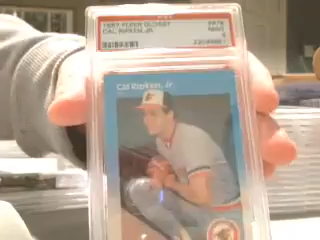 1987 FLEER GLOSSY #478
CAL RIPKEN, JR. MINT
9
Cal Ripken, Jr.